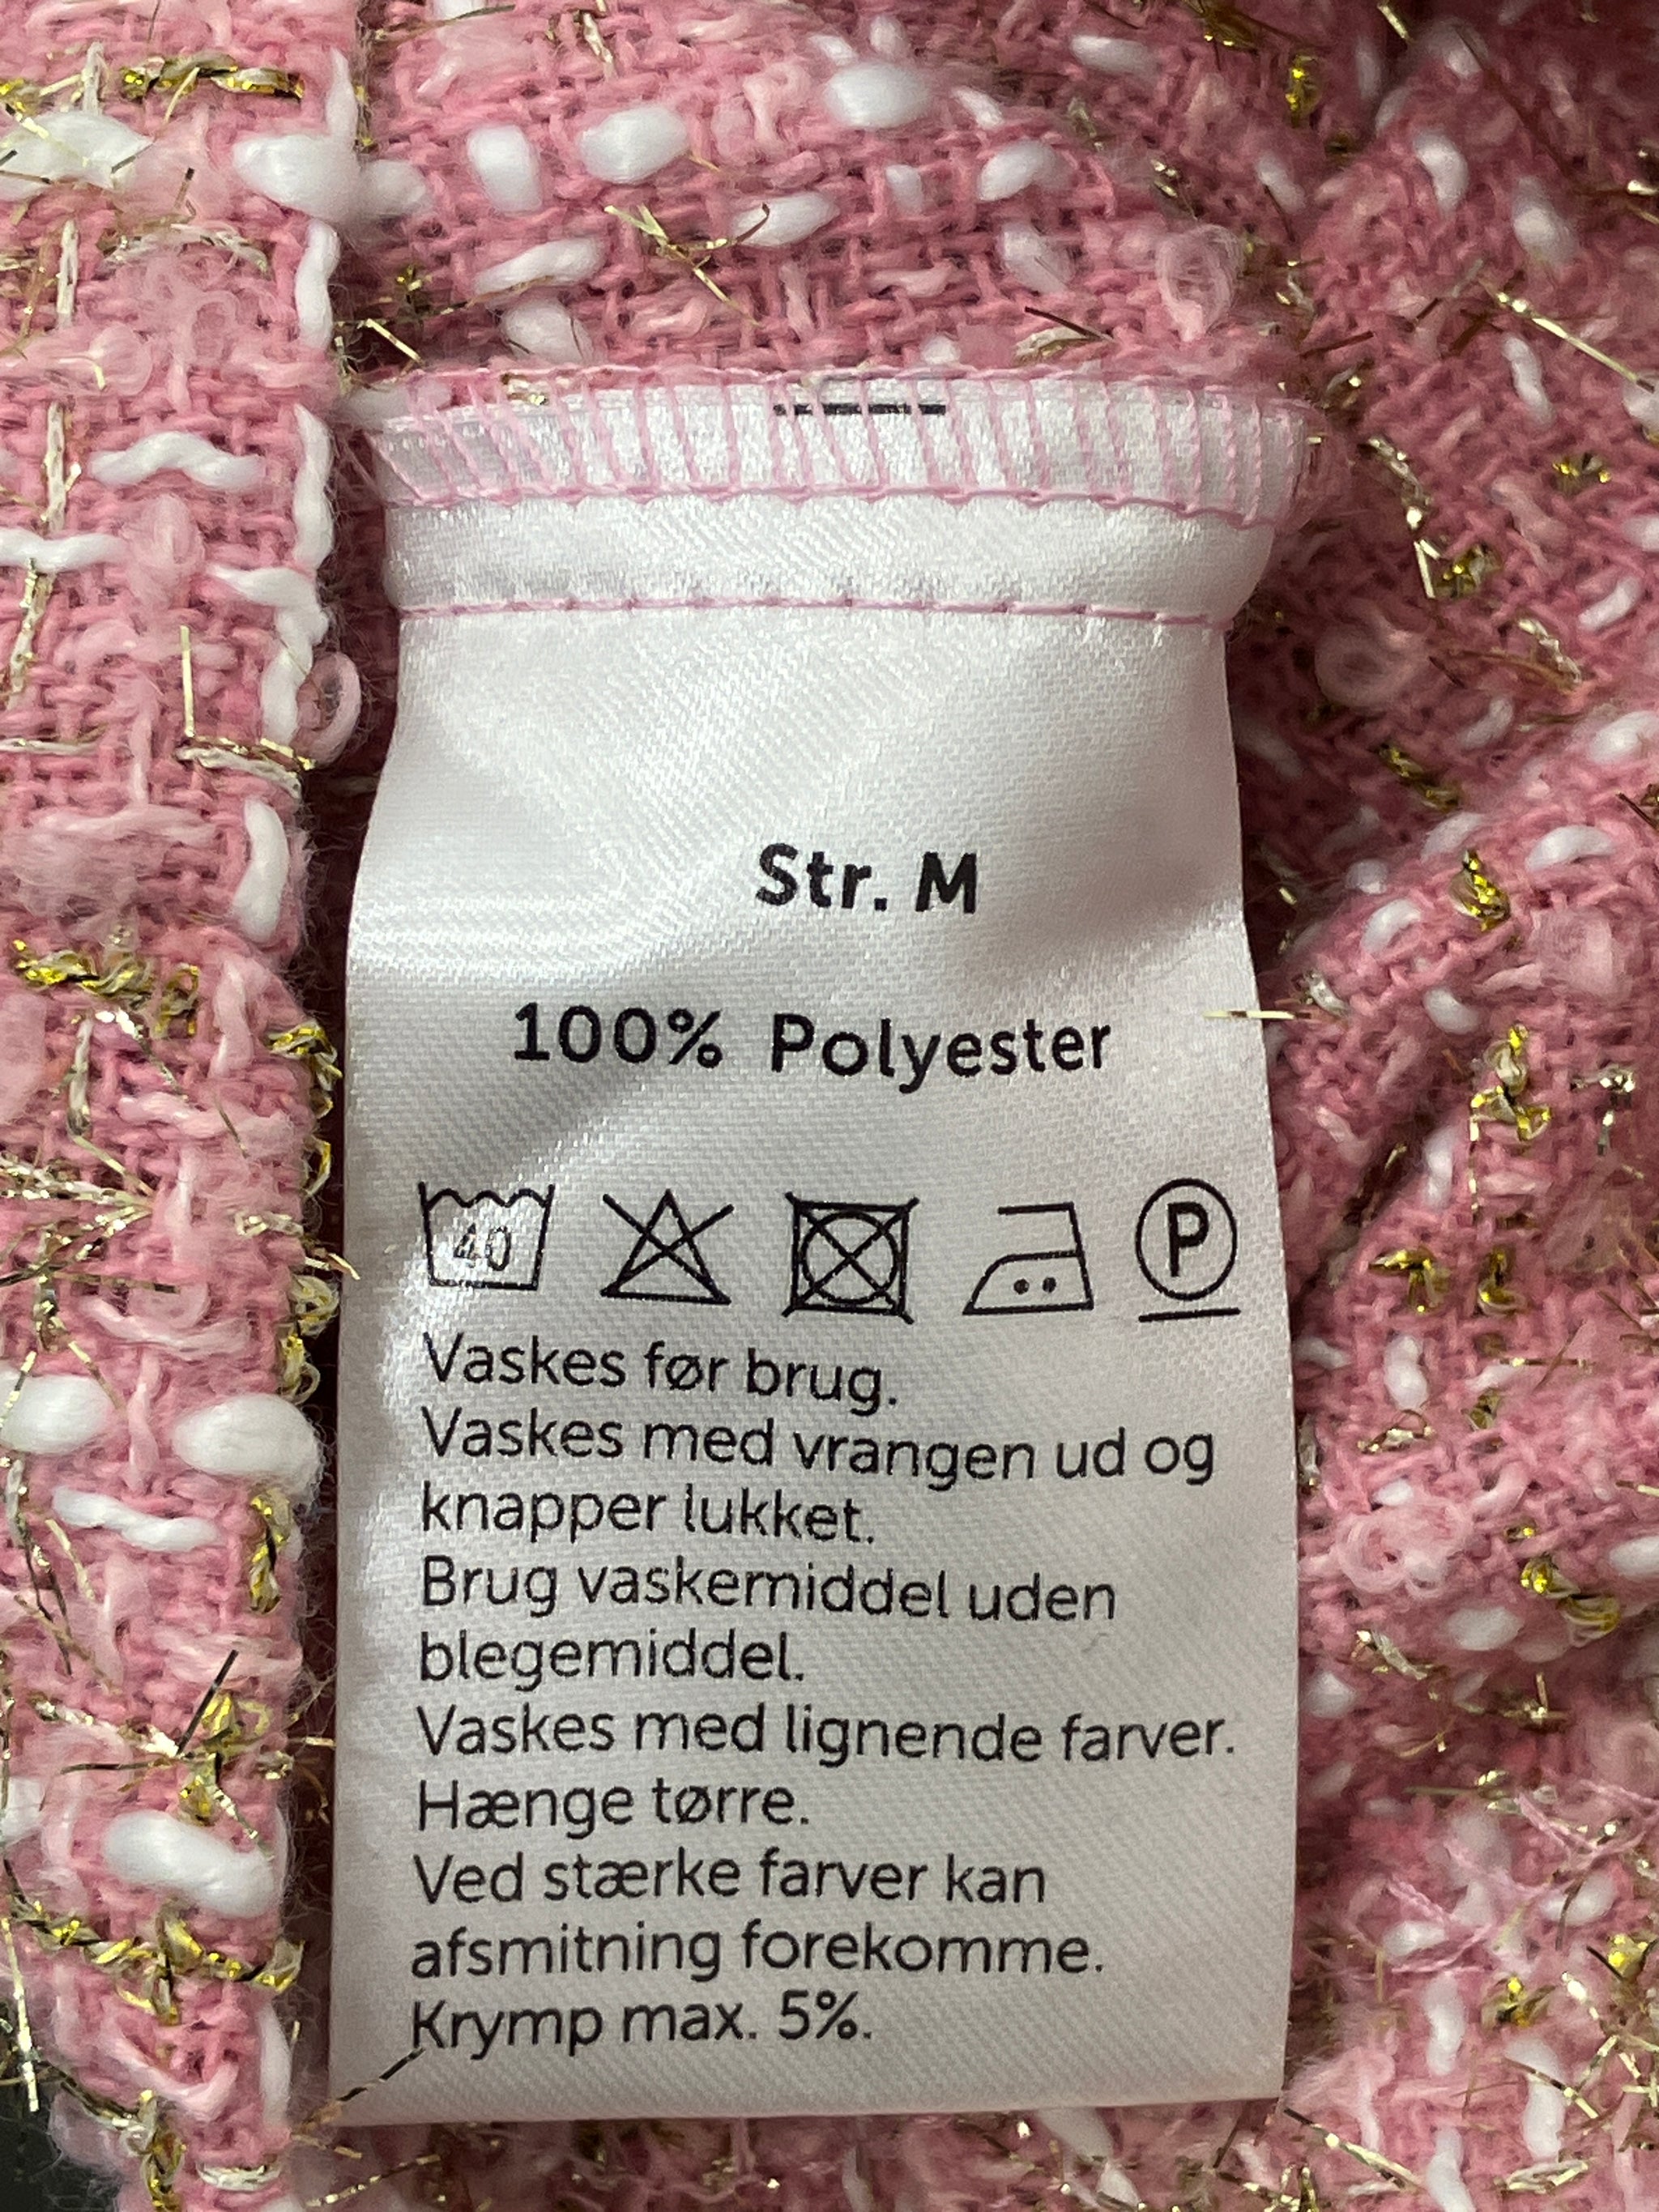 Str. M
100% Polyester
40 P
Vaskes før brug.
Vaskes med vrangen ud og
knapper lukket.
Brug vaskemiddel uden
blegemiddel.
Vaskes med lignende farver.
Hænge tørre.
Ved stærke farver kan
afsmitning forekomme.
Krymp max. 5%.